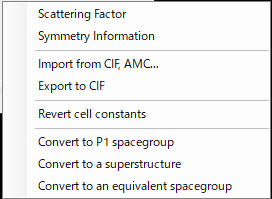 Scattering Factor
Symmetry Information
Import from CIF, AMC...
Export to CIF
Revert cell constants
Convert to P1 spacegroup
Convert to a superstructure
Convert to an equivalent spacegroup